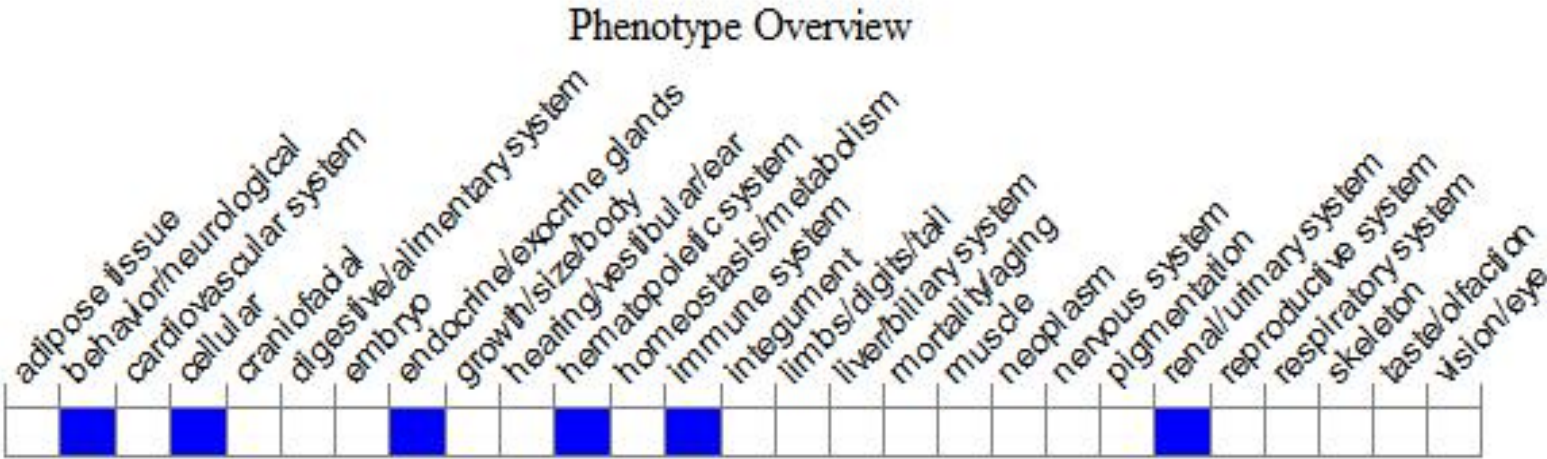 Phenotype Overview
adipose tissue
behavior/neurological
cardiovascular system
cellular
craniofacial
digestive/alimentary system
embryo
endocrine/exocrine glands
growth/size/body
hearing/vestibular/ear
hematopoietic system
homeostasis/metabolism
immune system
integument
limbs/digits/tail
liver/biliary system
mortality/aging
muscle
neoplasm
nervous system
pigmentation
renal/urinary system
reproductive system
respiratory system
skeleton
taste/olfaction
vision/eye